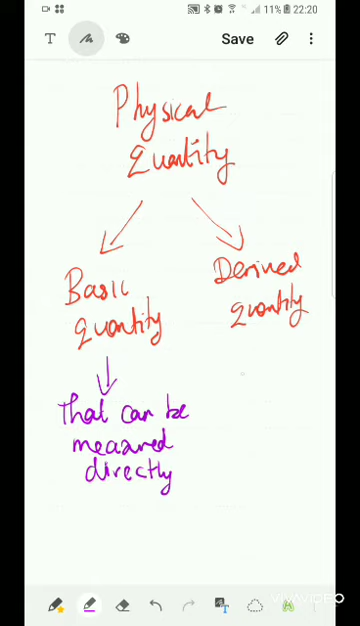 11% 22:20
T Save
Physical
quantity
Basic
quantity
Derived
quantity
That can be
measured
directly
T
VIVAVIDEO